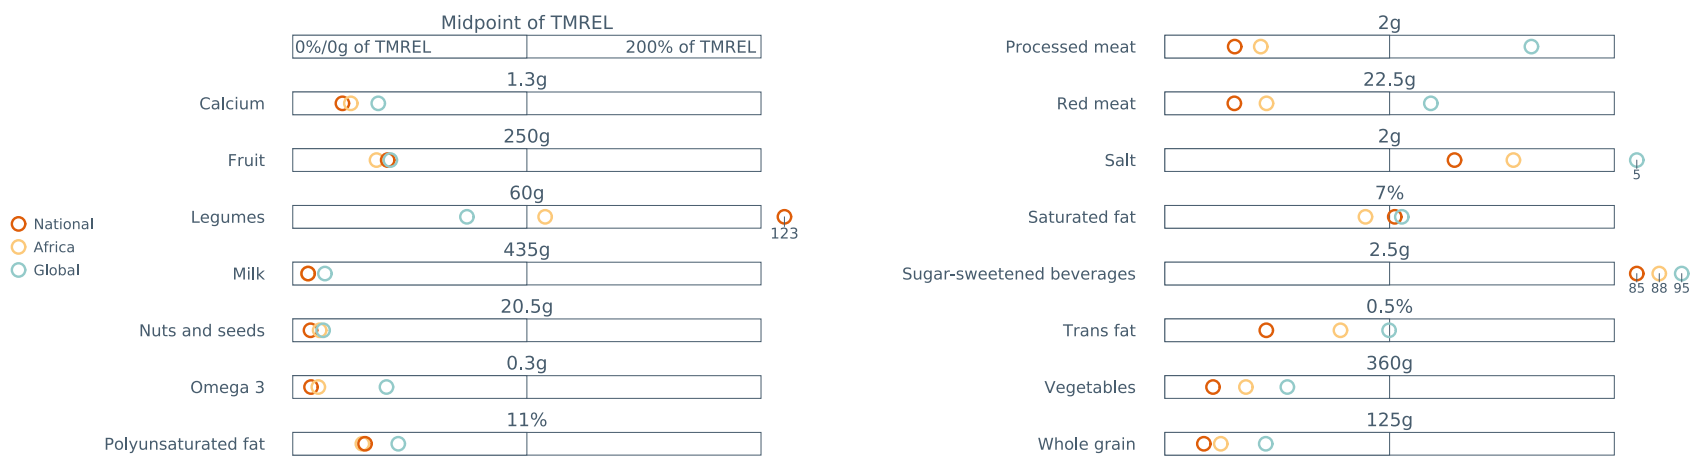 Midpoint of TMREL
0%/0g of TMREL 200% of TMREL
1.3g
Calcium
250g
Fruit
60g
Legumes
123
435g
Milk
20.5g
Nuts and seeds
0.3g
Omega 3
11%
Polyunsaturated fat
National
Africa
Global
2g
Processed meat
22.5g
Red meat
2g
Salt
5
7%
Saturated fat
2.5g
Sugar-sweetened beverages
85 88 95
0.5%
Trans fat
360g
Vegetables
125g
Whole grain